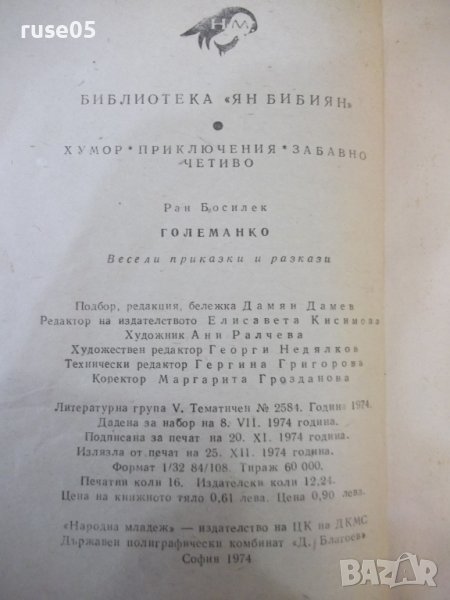 ruse05
НМ
БИБЛИОТЕКА «ЯН БИБИЯН»
ХУМОР * ПРИКЛЮЧЕНИЯ * ЗАБАВНО
ЧЕТИВО
Ран Босилек
ГОЛЕМАНКО
Весели приказки и разкази
Подбор, редакция, бележка Дамян Дамев
Редактор на издателството Елисавета Кисимова
Художник Ани Ралчева
Художествен редактор Георги Недялков
Технически редактор Гергина Григорова
Коректор Маргарита Грозданова
Литературна група V. Тематичен № 2584. Година 1974.
Дадена за набор на 8. VII. 1974 година.
Подписана за печат на 20. XI. 1974 година.
Излязла от печат на 25. XII. 1974 година.
Формат 1/32 84/108. Тираж 60 000.
Печатни коли 16. Издателски коли 12,24.
Цена на книжното тяло 0,61 лева. Цена 0,90 лева.
«Народна младеж» — издателство на ЦК на ДКМС
Държавен полиграфически комбинат «Д. Благоев»
София 1974
BAZAR
bg